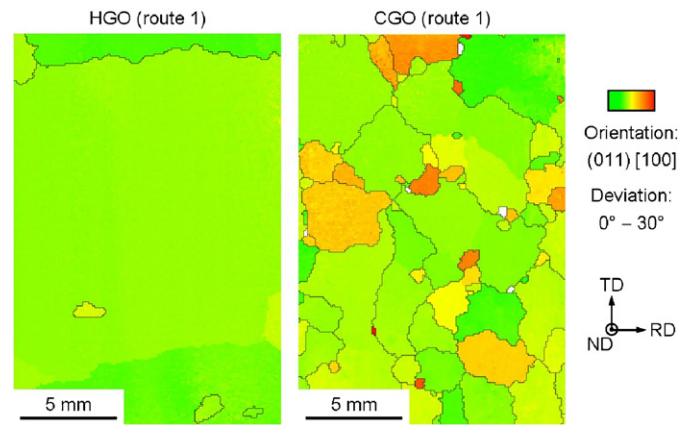 HGO (route 1)
CGO (route 1)
Orientation:
(011) [100]
Deviation:
0° – 30°
TD
ND
RD
5 mm
5 mm